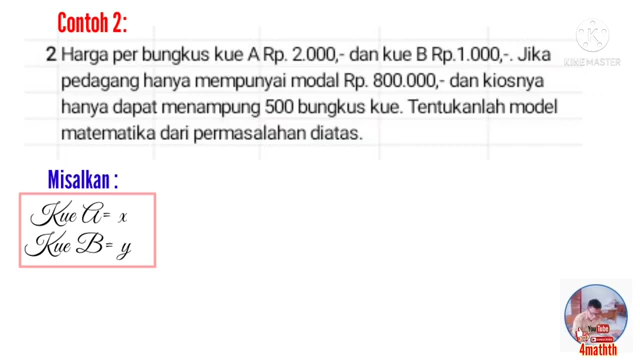 Contoh 2:
2 Harga per bungkus kue A Rp. 2.000,- dan kue B Rp.1.000,-. Jika
pedagang hanya mempunyai modal Rp. 800.000,- dan kiosnya
hanya dapat menampung 500 bungkus kue. Tentukanlah model
matematika dari permasalahan diatas.
Misalkan :
Kue A= x
Kue B= y
KINEMASTER
YouTube
4mathth